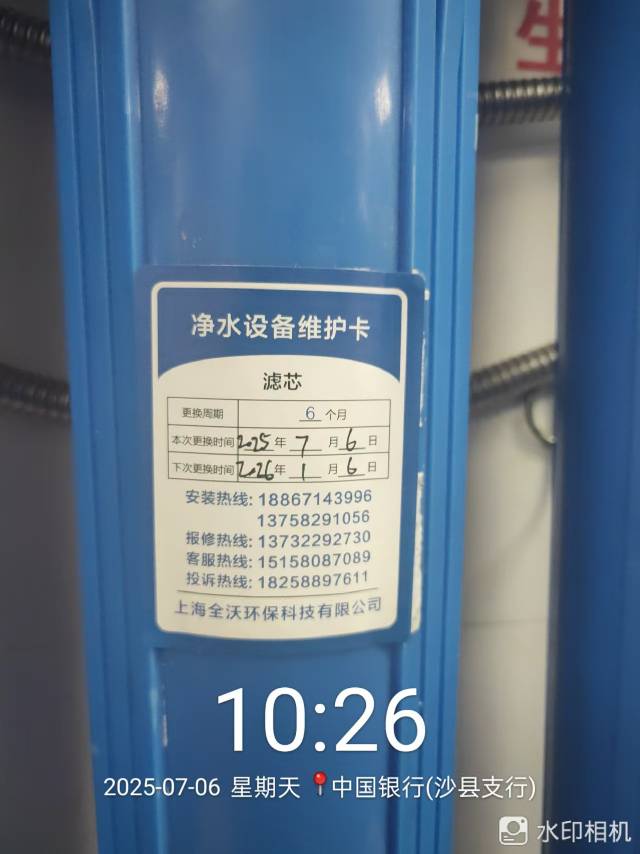 生
净水设备维护卡
滤芯
更换周期 6 个月
本次更换时间 2025 年 7 月 6 日
下次更换时间 2026 年 1 月 6 日
安装热线: 18867143996
13758291056
报修热线: 13732292730
客服热线: 15158087089
投诉热线: 18258897611
上海全沃环保科技有限公司
10:26
2025-07-06 星期天 📍中国银行(沙县支行)
水印相机